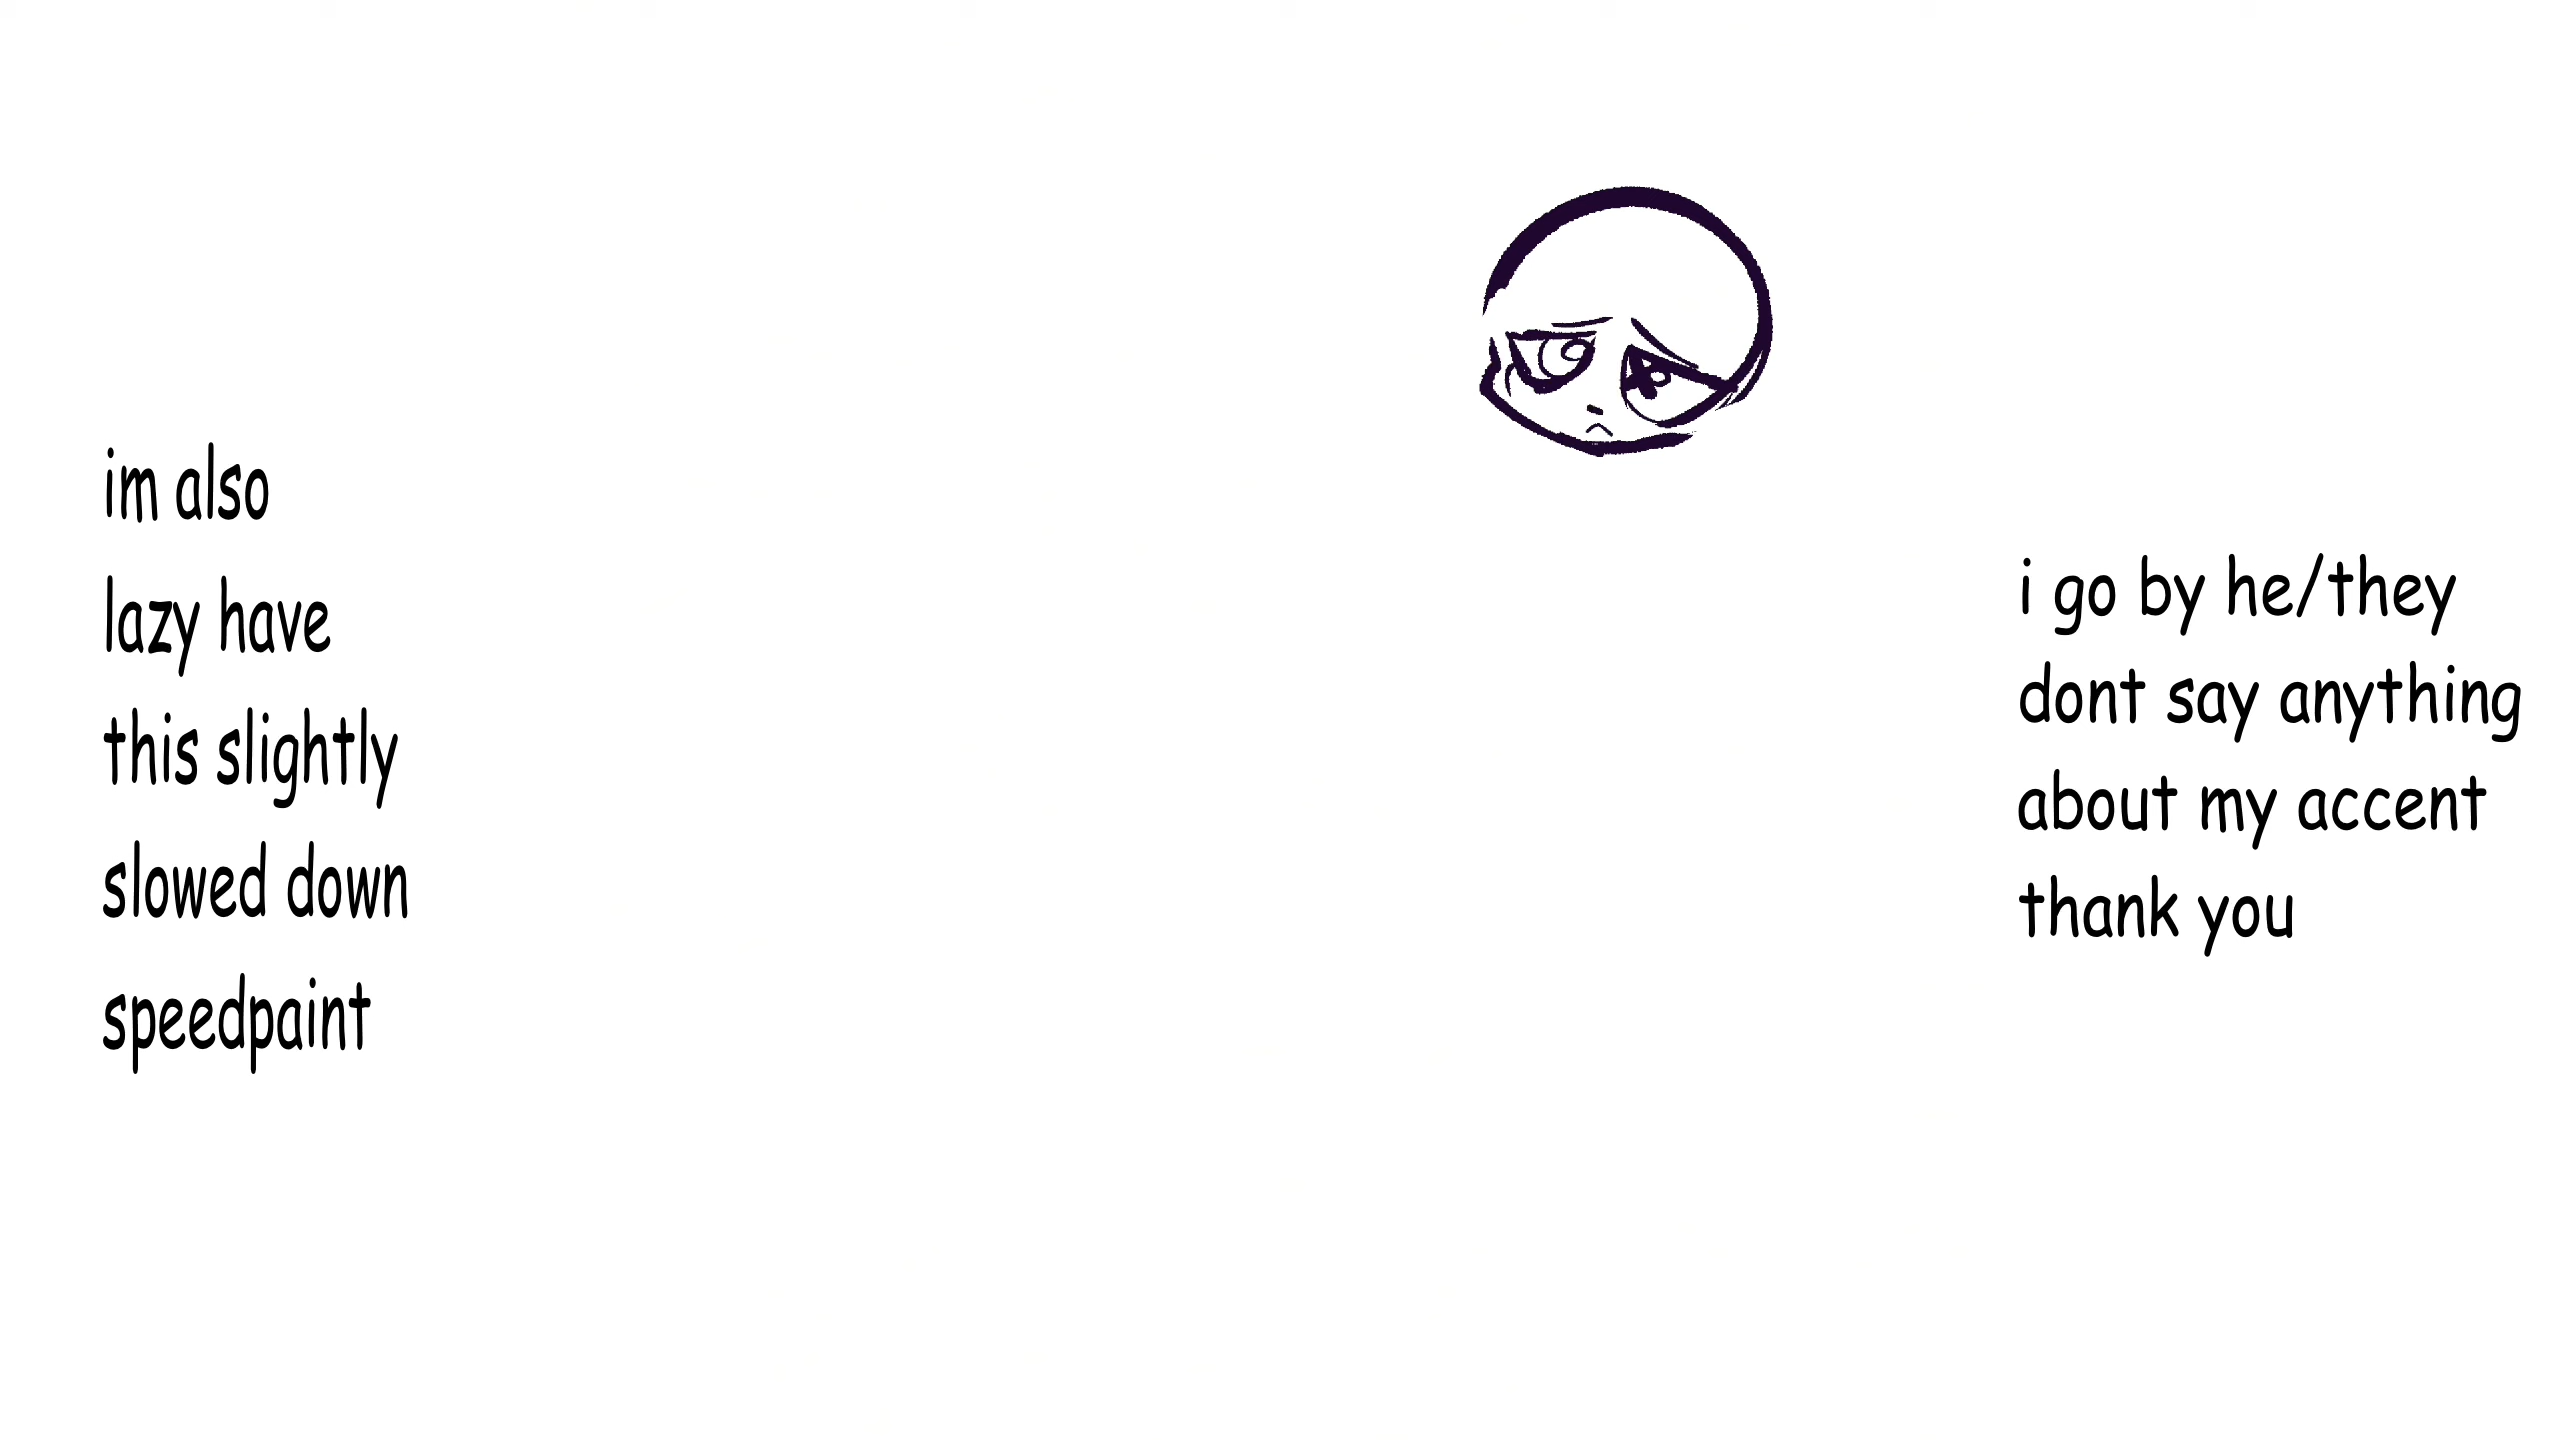 im also
lazy have
this slightly
slowed down
speedpaint
i go by he/they
dont say anything
about my accent
thank you